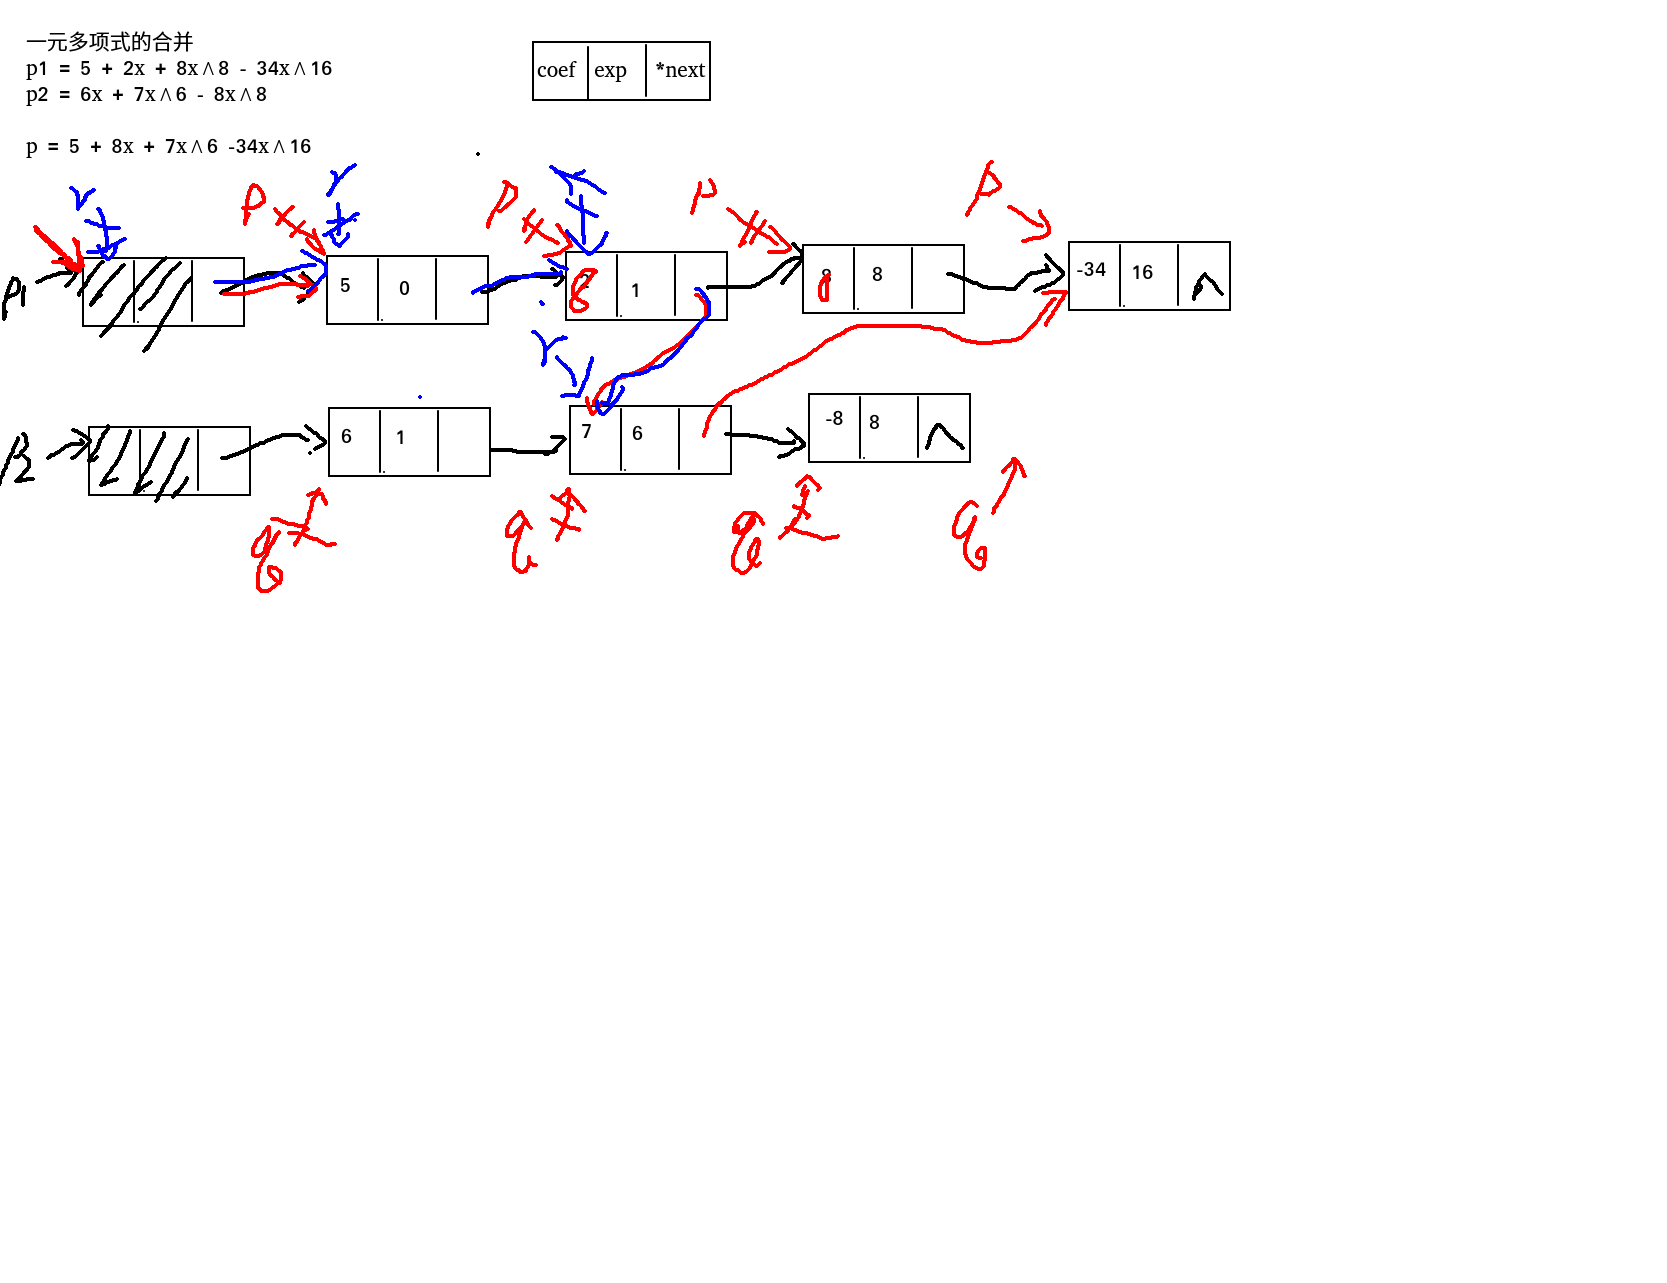 一元多项式的合并
p1 = 5 + 2x + 8x^8 - 34x^16
p2 = 6x + 7x^6 - 8x^8
coef exp *next
p = 5 + 8x + 7x^6 -34x^16
r p r p r p p
p1 5 0 8 1 0 8 -34 16 ^
r
p2 6 1 7 6 -8 8 ^
q q q q